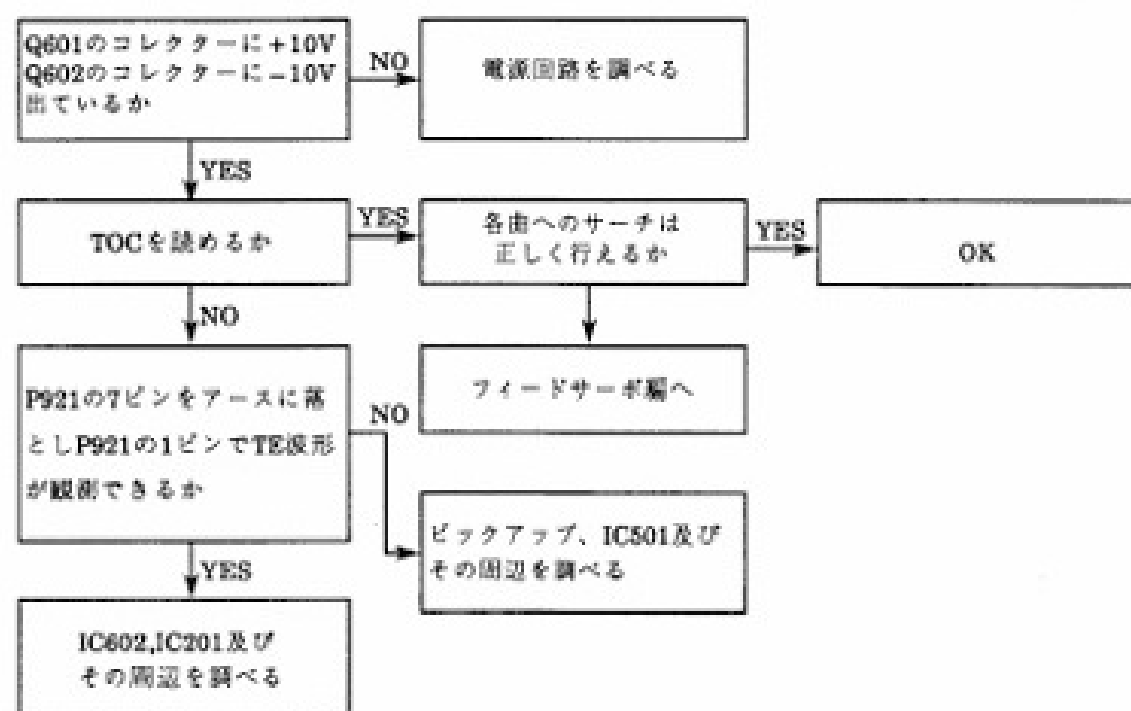 Q601のコレクターに+10V
Q602のコレクターに-10V
出ているか
NO
電源回路を調べる
YES
TOCを読めるか
YES
各曲へのサーチは
正しく行えるか
YES
OK
NO
P921の7ピンをアースに落
としP921の1ピンでTE波形
が観測できるか
NO
フィードサーボ編へ
ピックアップ、IC501及び
その周辺を調べる
YES
IC602,IC201及び
その周辺を調べる